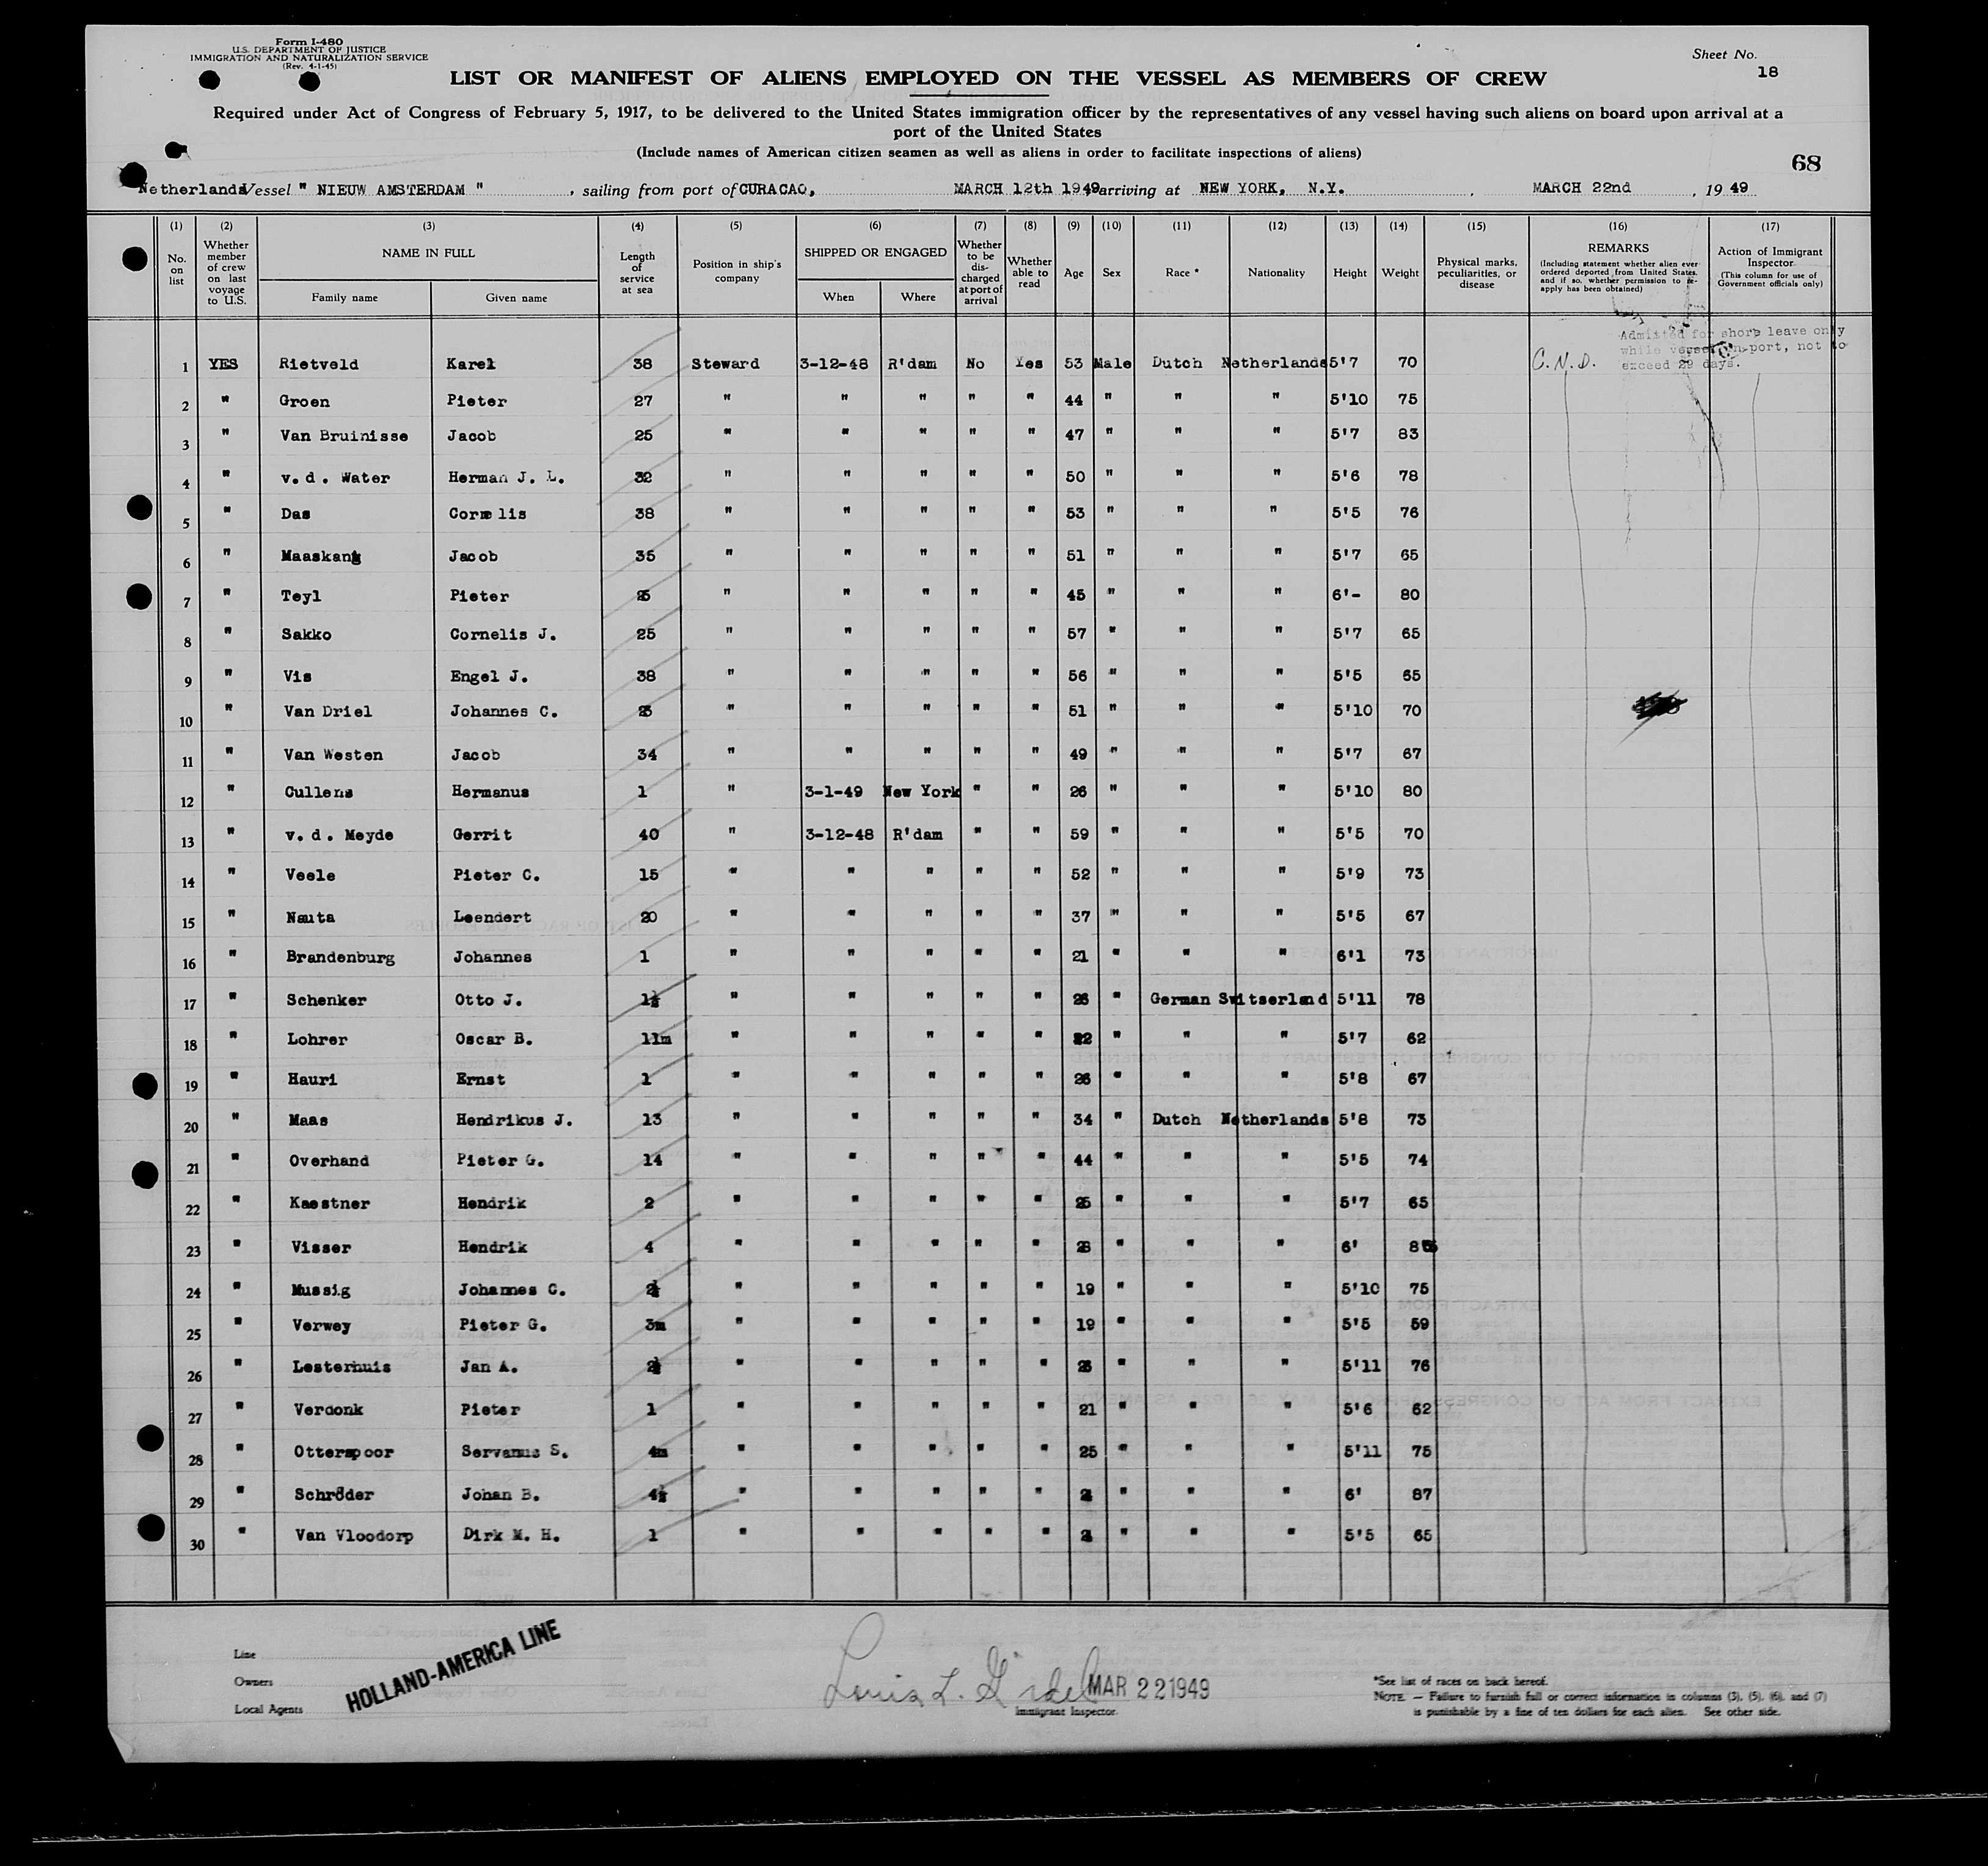 Form I-480
U.S. DEPARTMENT OF JUSTICE
IMMIGRATION AND NATURALIZATION SERVICE
(Rev. 4-1-45)
Sheet No.
18
LIST OR MANIFEST OF ALIENS EMPLOYED ON THE VESSEL AS MEMBERS OF CREW
Required under Act of Congress of February 5, 1917, to be delivered to the United States immigration officer by the representatives of any vessel having such aliens on board upon arrival at a
port of the United States
(Include names of American citizen seamen as well as aliens in order to facilitate inspections of aliens)
68
Netherlands Vessel " NIEUW AMSTERDAM " , sailing from port of CURACAO, MARCH 12th 1949 arriving at NEW YORK, N.Y. , MARCH 22nd , 19 49
(1) (2) (3) (4) (5) (6) (7) (8) (9) (10) (11) (12) (13) (14) (15) (16) (17)
No. on list
Whether member of crew on last voyage to U.S.
NAME IN FULL
Family name Given name
Length of service at sea
Position in ship's company
SHIPPED OR ENGAGED
When Where
Whether to be discharged at port of arrival
Whether able to read
Age Sex Race * Nationality Height Weight
Physical marks, peculiarities, or disease
REMARKS
(Including statement whether alien ever ordered deported from United States, and if so, whether permission to re-apply has been obtained)
Action of Immigrant Inspector
(This column for use of Government officials only)
Admitted for shore leave only
while vessel in port, not to
exceed 29 days.
1 YES Rietveld Karel 38 Steward 3-12-48 R'dam No Yes 53 Male Dutch Netherlands 5'7 70 C.N.D.
2 " Groen Pieter 27 " " " " " 44 " " " 5'10 75
3 " Van Bruinisse Jacob 25 " " " " " 47 " " " 5'7 83
4 " v.d. Water Herman J. L. 32 " " " " " 50 " " " 5'6 78
5 " Das Cornelis 38 " " " " " 53 " " " 5'5 76
6 " Maaskant Jacob 35 " " " " " 51 " " " 5'7 65
7 " Teyl Pieter " " " " " 45 " " " 6'- 80
8 " Sakko Cornelis J. 25 " " " " " 57 " " " 5'7 65
9 " Vis Engel J. 38 " " " " " 56 " " " 5'5 65
10 " Van Driel Johannes C. " " " " " 51 " " " 5'10 70
11 " Van Westen Jacob 34 " " " " " 49 " " " 5'7 67
12 " Cullens Hermanus 1 " 3-1-49 New York " " 26 " " " 5'10 80
13 " v.d. Meyde Gerrit 40 " 3-12-48 R'dam " " 59 " " " 5'5 70
14 " Veele Pieter C. 15 " " " " " 52 " " " 5'9 73
15 " Nauta Leendert 20 " " " " " 37 " " " 5'5 67
16 " Brandenburg Johannes 1 " " " " " 21 " " " 6'1 73
17 " Schenker Otto J. 1½ " " " " " 26 " German Switserland 5'11 78
18 " Lohrer Oscar B. 11m " " " " " 22 " " " 5'7 62
19 " Hauri Ernst 1 " " " " " 26 " " " 5'8 67
20 " Maas Hendrikus J. 13 " " " " " 34 " Dutch Netherlands 5'8 73
21 " Overhand Pieter G. 14 " " " " " 44 " " " 5'5 74
22 " Kaestner Hendrik 2 " " " " " 25 " " " 5'7 65
23 " Visser Hendrik 4 " " " " " 28 " " " 6'
24 " Mussig Johannes C. 2½ " " " " " 19 " " " 5'10 75
25 " Verwey Pieter G. 3m " " " " " 19 " " " 5'5 59
26 " Lesterhuis Jan A. 2½ " " " " " " " " 5'11 76
27 " Verdonk Pieter 1 " " " " " 21 " " " 5'6 62
28 " Otterspoor Servanus S. 4m " " " " " 25 " " " 5'11 75
29 " Schröder Johan B. 4½ " " " " " " " " 6' 87
30 " Van Vloodorp Dirk M. H. 1 " " " " " " " " 5'5 65
Line
Owners
Local Agents
HOLLAND-AMERICA LINE
Louis L.
MAR 22 1949
Immigrant Inspector.
*See list of races on back hereof.
NOTE. — Failure to furnish full or correct information in columns (3), (5), (6), and (7)
is punishable by a fine of ten dollars for each alien. See other side.